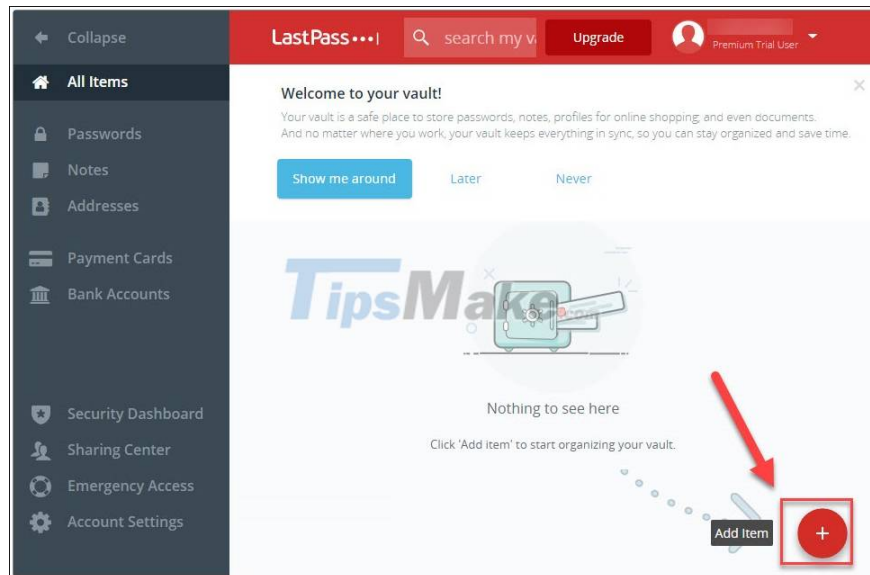 Collapse
All Items
Passwords
Notes
Addresses
Payment Cards
Bank Accounts
Security Dashboard
Sharing Center
Emergency Access
Account Settings
LastPass
search my v
Upgrade
Premium Trial User
Welcome to your vault!
Your vault is a safe place to store passwords, notes, profiles for online shopping, and even documents.
And no matter where you work, your vault keeps everything in sync, so you can stay organized and save time.
Show me around
Later
Never
TipsMake.com
Nothing to see here
Click 'Add item' to start organizing your vault.
Add Item